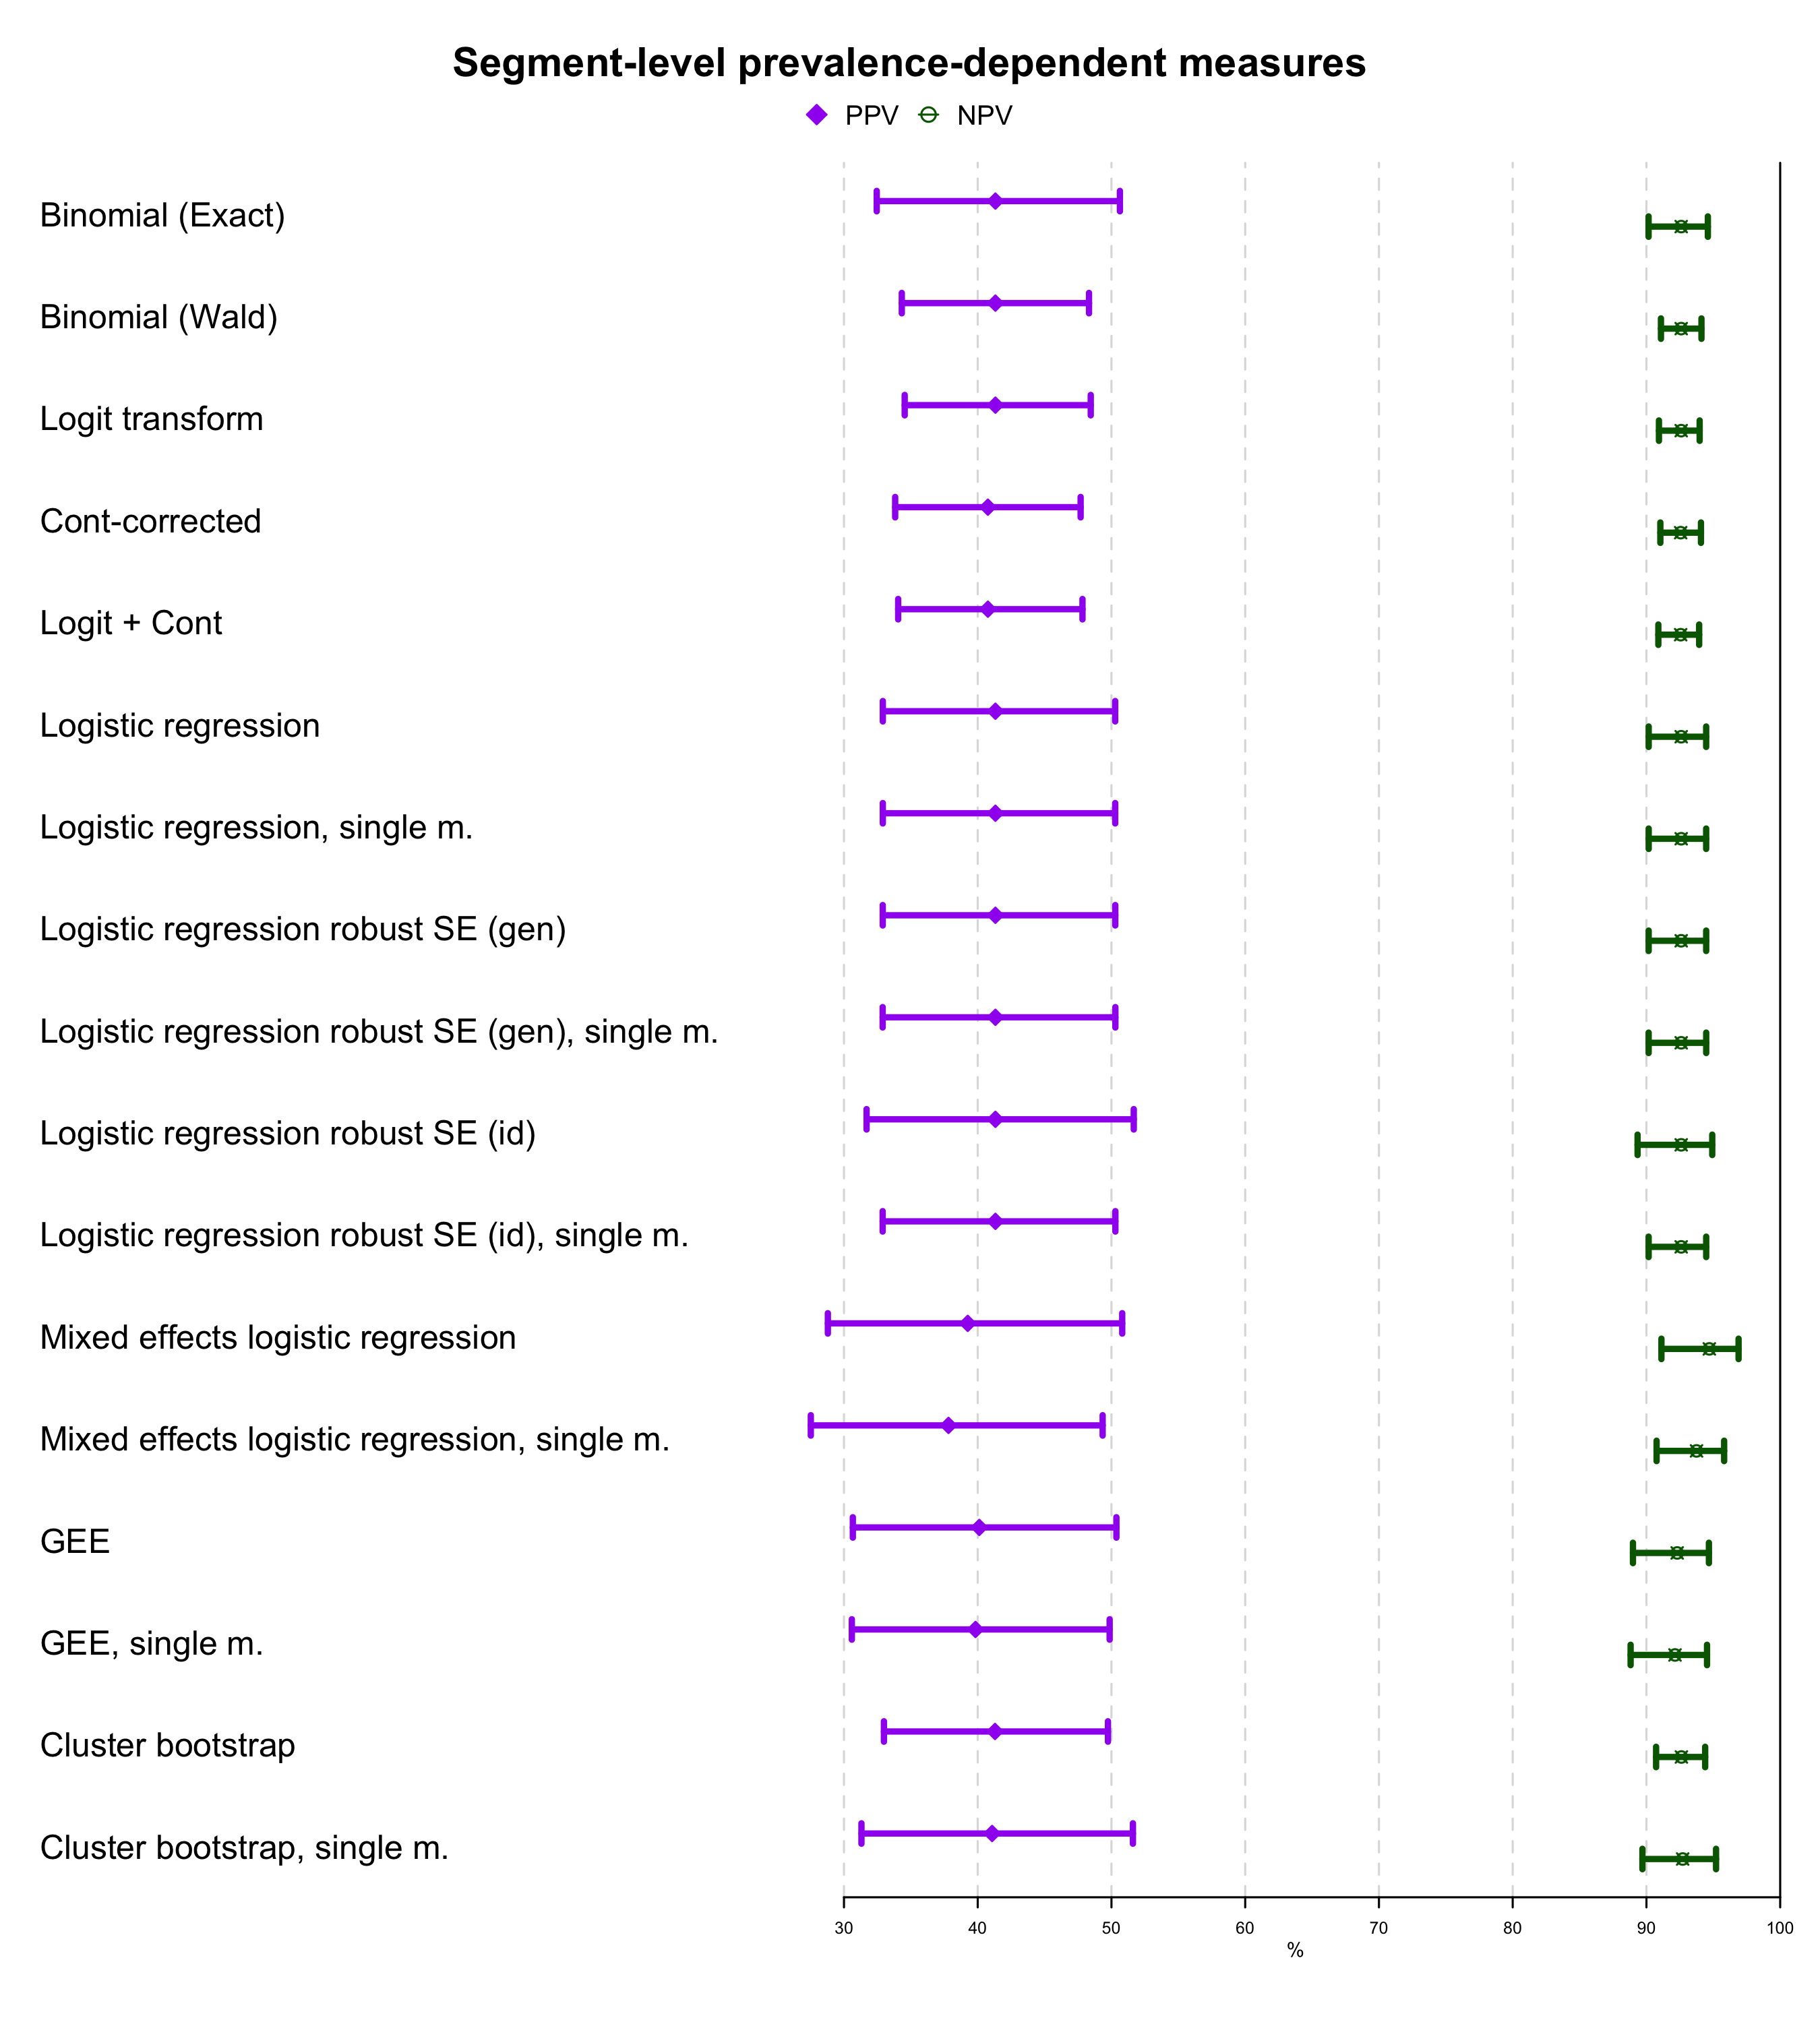 Segment-level prevalence-dependent measures
PPV NPV
Binomial (Exact)
Binomial (Wald)
Logit transform
Cont-corrected
Logit + Cont
Logistic regression
Logistic regression, single m.
Logistic regression robust SE (gen)
Logistic regression robust SE (gen), single m.
Logistic regression robust SE (id)
Logistic regression robust SE (id), single m.
Mixed effects logistic regression
Mixed effects logistic regression, single m.
GEE
GEE, single m.
Cluster bootstrap
Cluster bootstrap, single m.
30 40 50 60 70 80 90 100
%